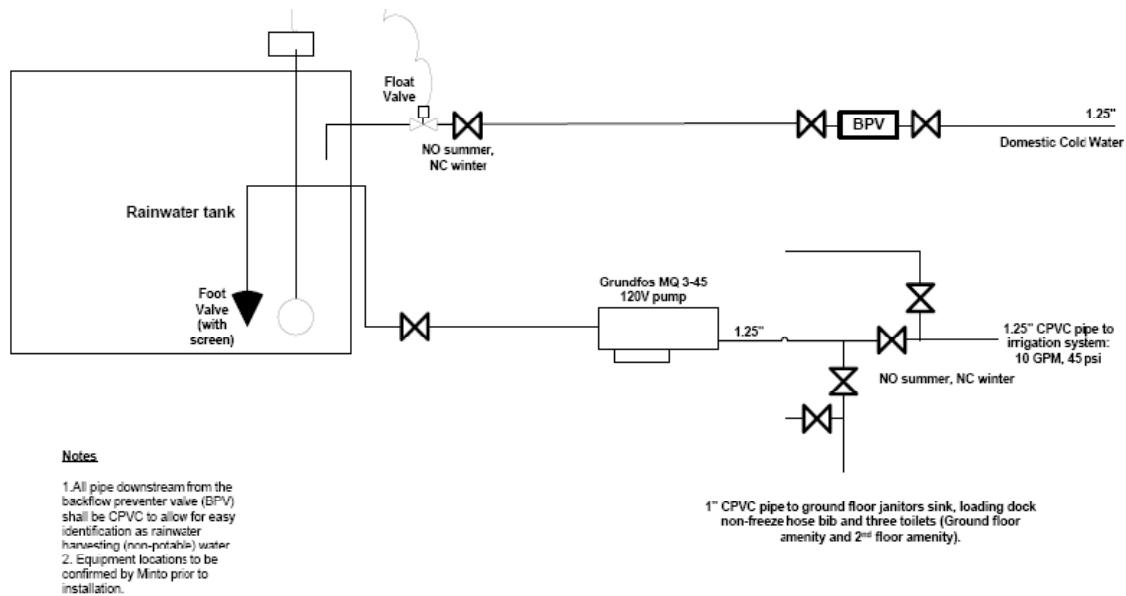 Float
Valve
BPV
1.25"
Domestic Cold Water
NO summer,
NC winter
Rainwater tank
Foot
Valve
(with
screen)
Grundfos MQ 3-45
120V pump
1.25"
1.25" CPVC pipe to
irrigation system:
10 GPM, 45 psi
NO summer, NC winter
Notes
1.All pipe downstream from the
backflow preventer valve (BPV)
shall be CPVC to allow for easy
identification as rainwater
harvesting (non-potable) water
2. Equipment locations to be
confirmed by Minto prior to
installation.
1" CPVC pipe to ground floor janitors sink, loading dock
non-freeze hose bib and three toilets (Ground floor
amenity and 2nd floor amenity).